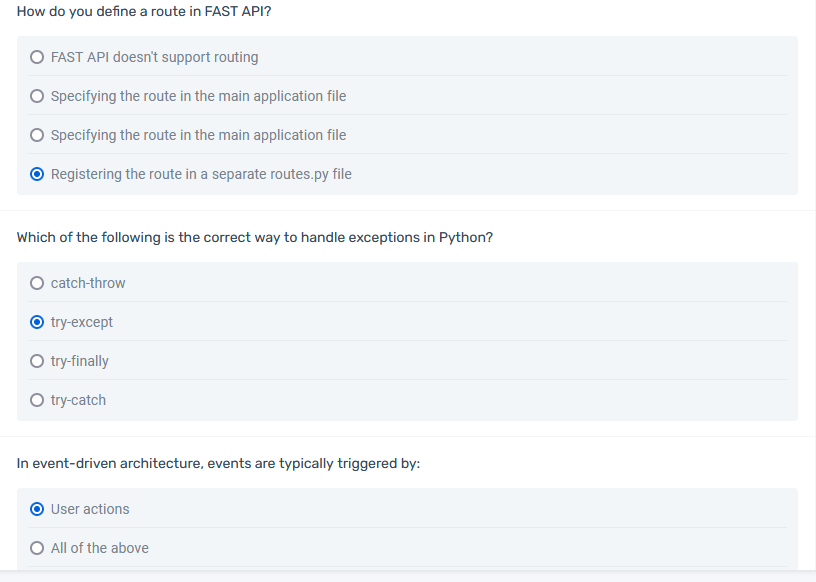 How do you define a route in FAST API?
FAST API doesn't support routing
Specifying the route in the main application file
Specifying the route in the main application file
Registering the route in a separate routes.py file
Which of the following is the correct way to handle exceptions in Python?
catch-throw
try-except
try-finally
try-catch
In event-driven architecture, events are typically triggered by:
User actions
All of the above